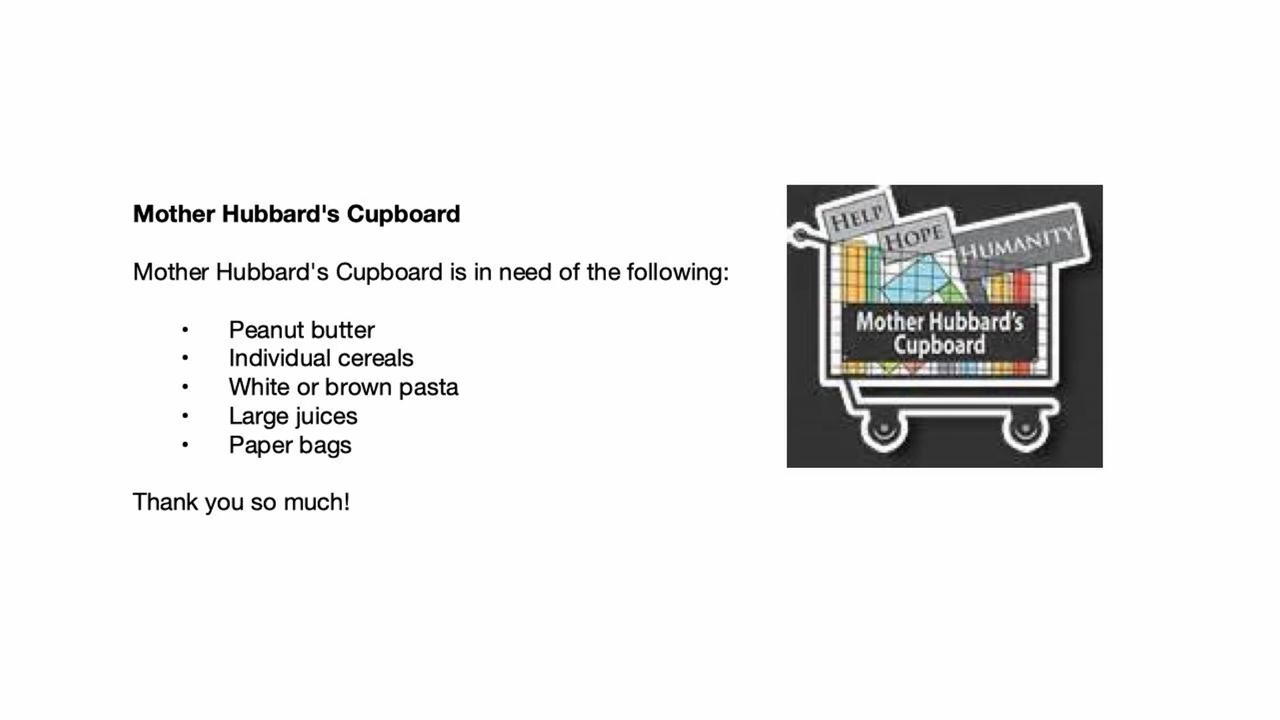 Mother Hubbard's Cupboard
Mother Hubbard's Cupboard is in need of the following:
• Peanut butter
• Individual cereals
• White or brown pasta
• Large juices
• Paper bags
Thank you so much!
HELP
HOPE
HUMANITY
Mother Hubbard's
Cupboard